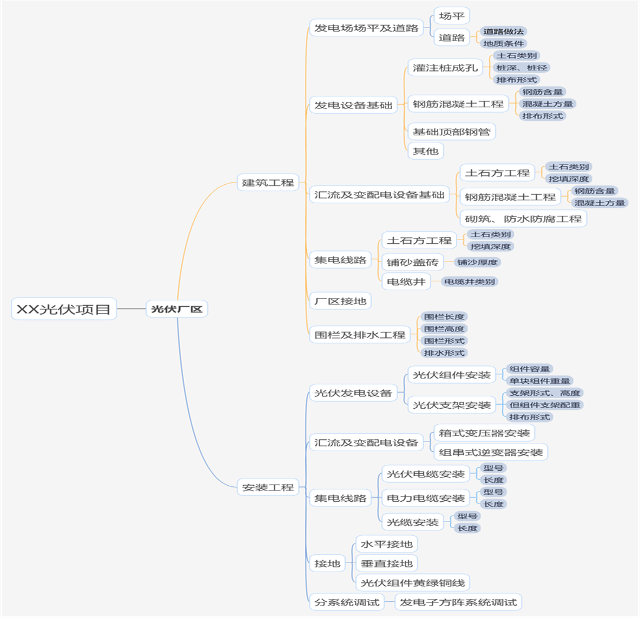 XX光伏项目
光伏厂区
建筑工程
发电场场平及道路
场平
道路
道路做法
地质条件
发电设备基础
灌注桩成孔
土石类别
桩深、桩径
排布形式
钢筋混凝土工程
钢筋含量
混凝土方量
排布形式
基础顶部钢管
其他
汇流及变配电设备基础
土石方工程
土石类别
挖填深度
钢筋混凝土工程
钢筋含量
混凝土方量
砌筑、防水防腐工程
集电线路
土石方工程
土石类别
挖填深度
铺砂盖砖
铺沙厚度
电缆井
电缆井类别
厂区接地
围栏及排水工程
围栏长度
围栏高度
围栏形式
排水形式
安装工程
光伏发电设备
光伏组件安装
组件容量
单块组件重量
光伏支架安装
支架形式、高度
但组件支架配重
排布形式
汇流及变配电设备
箱式变压器安装
组串式逆变器安装
集电线路
光伏电缆安装
型号
长度
电力电缆安装
型号
长度
光缆安装
型号
长度
接地
水平接地
垂直接地
光伏组件黄绿铜线
分系统调试
发电子方阵系统调试